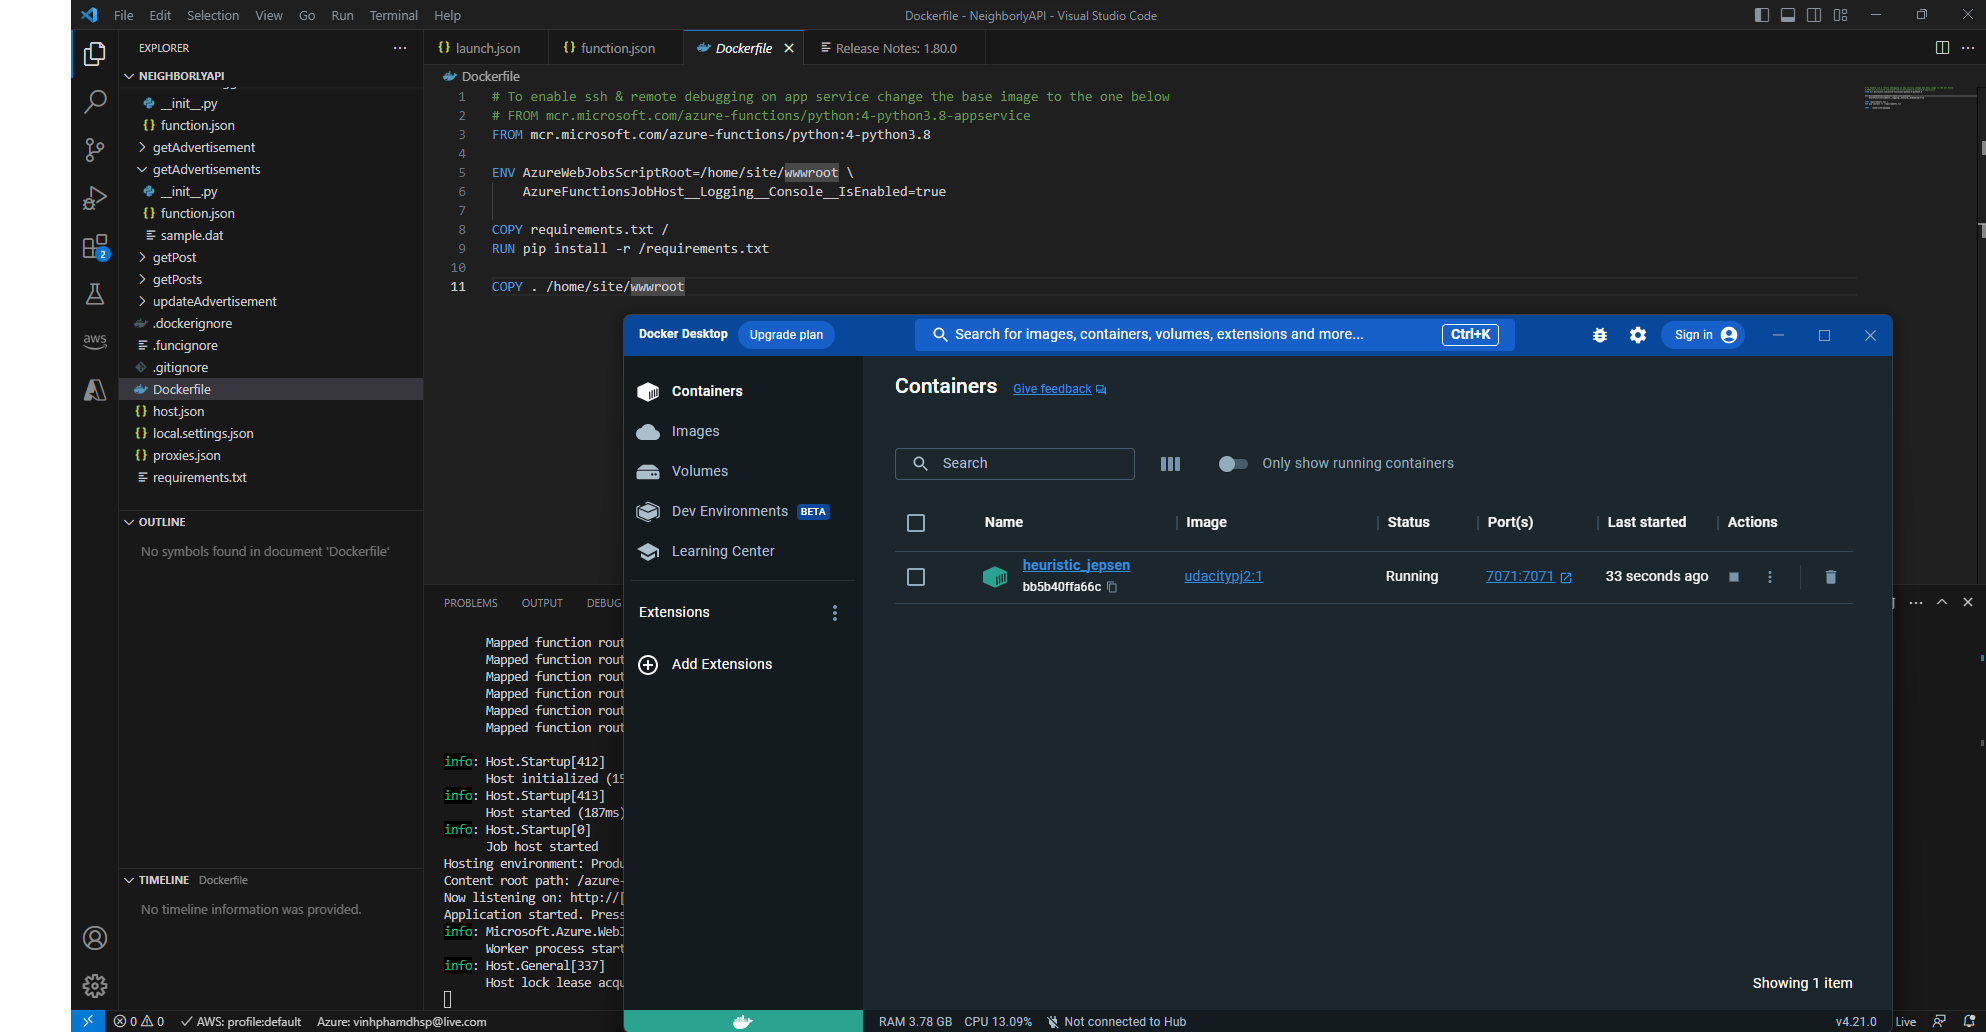 File Edit Selection View Go Run Terminal Help
Dockerfile - NeighborlyAPI - Visual Studio Code
EXPLORER
NEIGHBORLYAPI
__init__.py
function.json
getAdvertisement
getAdvertisements
__init__.py
function.json
sample.dat
getPost
getPosts
updateAdvertisement
.dockerignore
.funcignore
.gitignore
Dockerfile
host.json
local.settings.json
proxies.json
requirements.txt
OUTLINE
No symbols found in document 'Dockerfile'
TIMELINE Dockerfile
No timeline information was provided.
2
aws
launch.json function.json Dockerfile Release Notes: 1.80.0
Dockerfile
1 # To enable ssh & remote debugging on app service change the base image to the one below
2 # FROM mcr.microsoft.com/azure-functions/python:4-python3.8-appservice
3 FROM mcr.microsoft.com/azure-functions/python:4-python3.8
4
5 ENV AzureWebJobsScriptRoot=/home/site/wwwroot \
6 AzureFunctionsJobHost__Logging__Console__IsEnabled=true
7
8 COPY requirements.txt /
9 RUN pip install -r /requirements.txt
10
11 COPY . /home/site/wwwroot
PROBLEMS OUTPUT DEBUG
Mapped function rout
Mapped function rout
Mapped function rout
Mapped function rout
Mapped function rout
Mapped function rout
info: Host.Startup[412]
Host initialized (15
info: Host.Startup[413]
Host started (187ms)
info: Host.Startup[0]
Job host started
Hosting environment: Produ
Content root path: /azure-
Now listening on: http://[
Application started. Press
info: Microsoft.Azure.WebJ
Worker process start
info: Host.General[337]
Host lock lease acqu
Docker Desktop Upgrade plan
Search for images, containers, volumes, extensions and more... Ctrl+K
Sign in
Containers
Images
Volumes
Dev Environments BETA
Learning Center
Extensions
Add Extensions
Containers Give feedback
Search
Only show running containers
Name Image Status Port(s) Last started Actions
heuristic_jepsen
bb5b40ffa66c
udacitypj2:1 Running 7071:7071 33 seconds ago
Showing 1 item
RAM 3.78 GB CPU 13.09% Not connected to Hub v4.21.0
0 0 AWS: profile:default Azure: vinhphamdhsp@live.com
Live